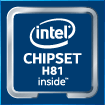 intel
CHIPSET
H81
inside™